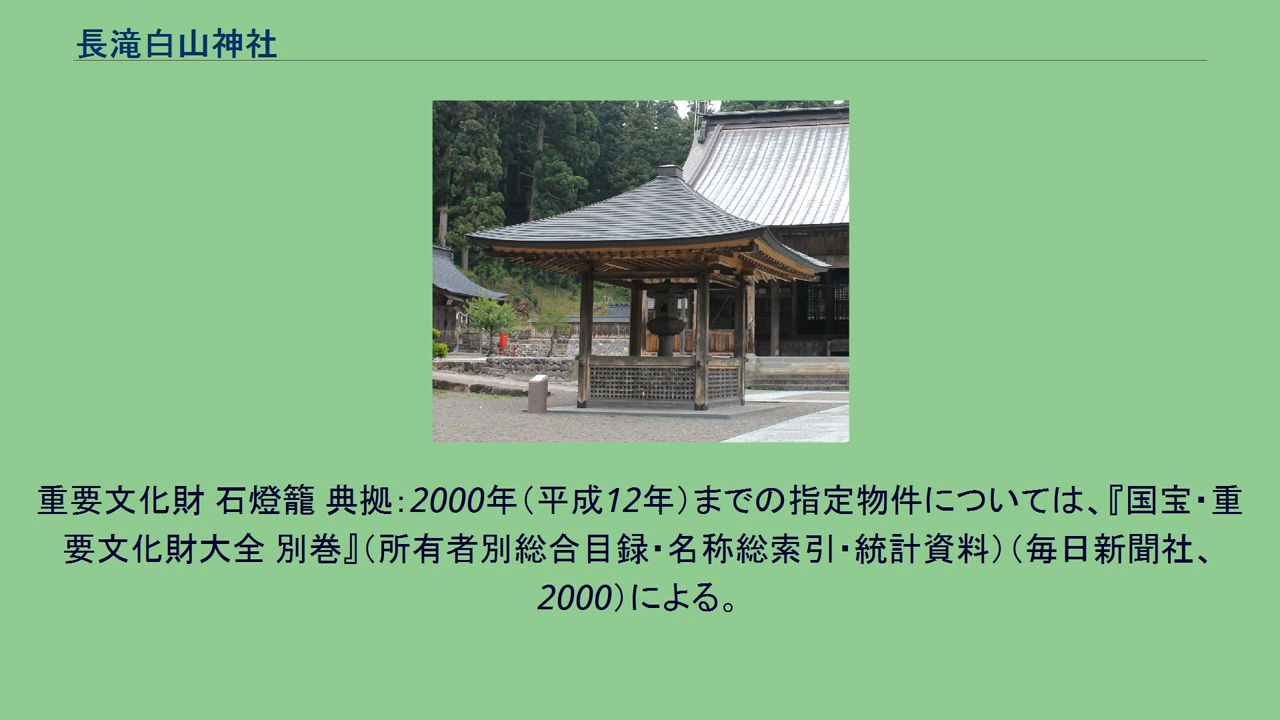 長滝白山神社
重要文化財 石燈籠 典拠：2000年（平成12年）までの指定物件については、『国宝・重
要文化財大全 別巻』（所有者別総合目録・名称総索引・統計資料）（毎日新聞社、
2000）による。